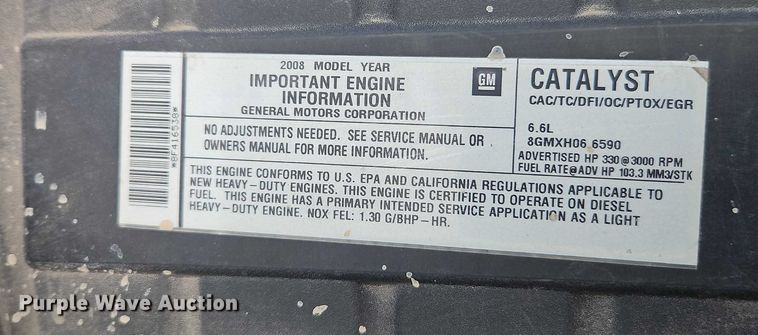 *8F416538*
2008 MODEL YEAR
IMPORTANT ENGINE
INFORMATION
GENERAL MOTORS CORPORATION
GM
NO ADJUSTMENTS NEEDED. SEE SERVICE MANUAL OR
OWNERS MANUAL FOR MORE INFORMATION.
CATALYST
CAC/TC/DFI/OC/PTOX/EGR
6.6L
8GMXH06.6590
ADVERTISED HP 330@3000 RPM
FUEL RATE@ADV HP 103.3 MM3/STK
THIS ENGINE CONFORMS TO U.S. EPA AND CALIFORNIA REGULATIONS APPLICABLE TO
NEW HEAVY-DUTY ENGINES. THIS ENGINE IS CERTIFIED TO OPERATE ON DIESEL
FUEL. THIS ENGINE HAS A PRIMARY INTENDED SERVICE APPLICATION AS A LIGHT
HEAVY-DUTY ENGINE. NOX FEL: 1.30 G/BHP-HR.
Purple Wave Auction